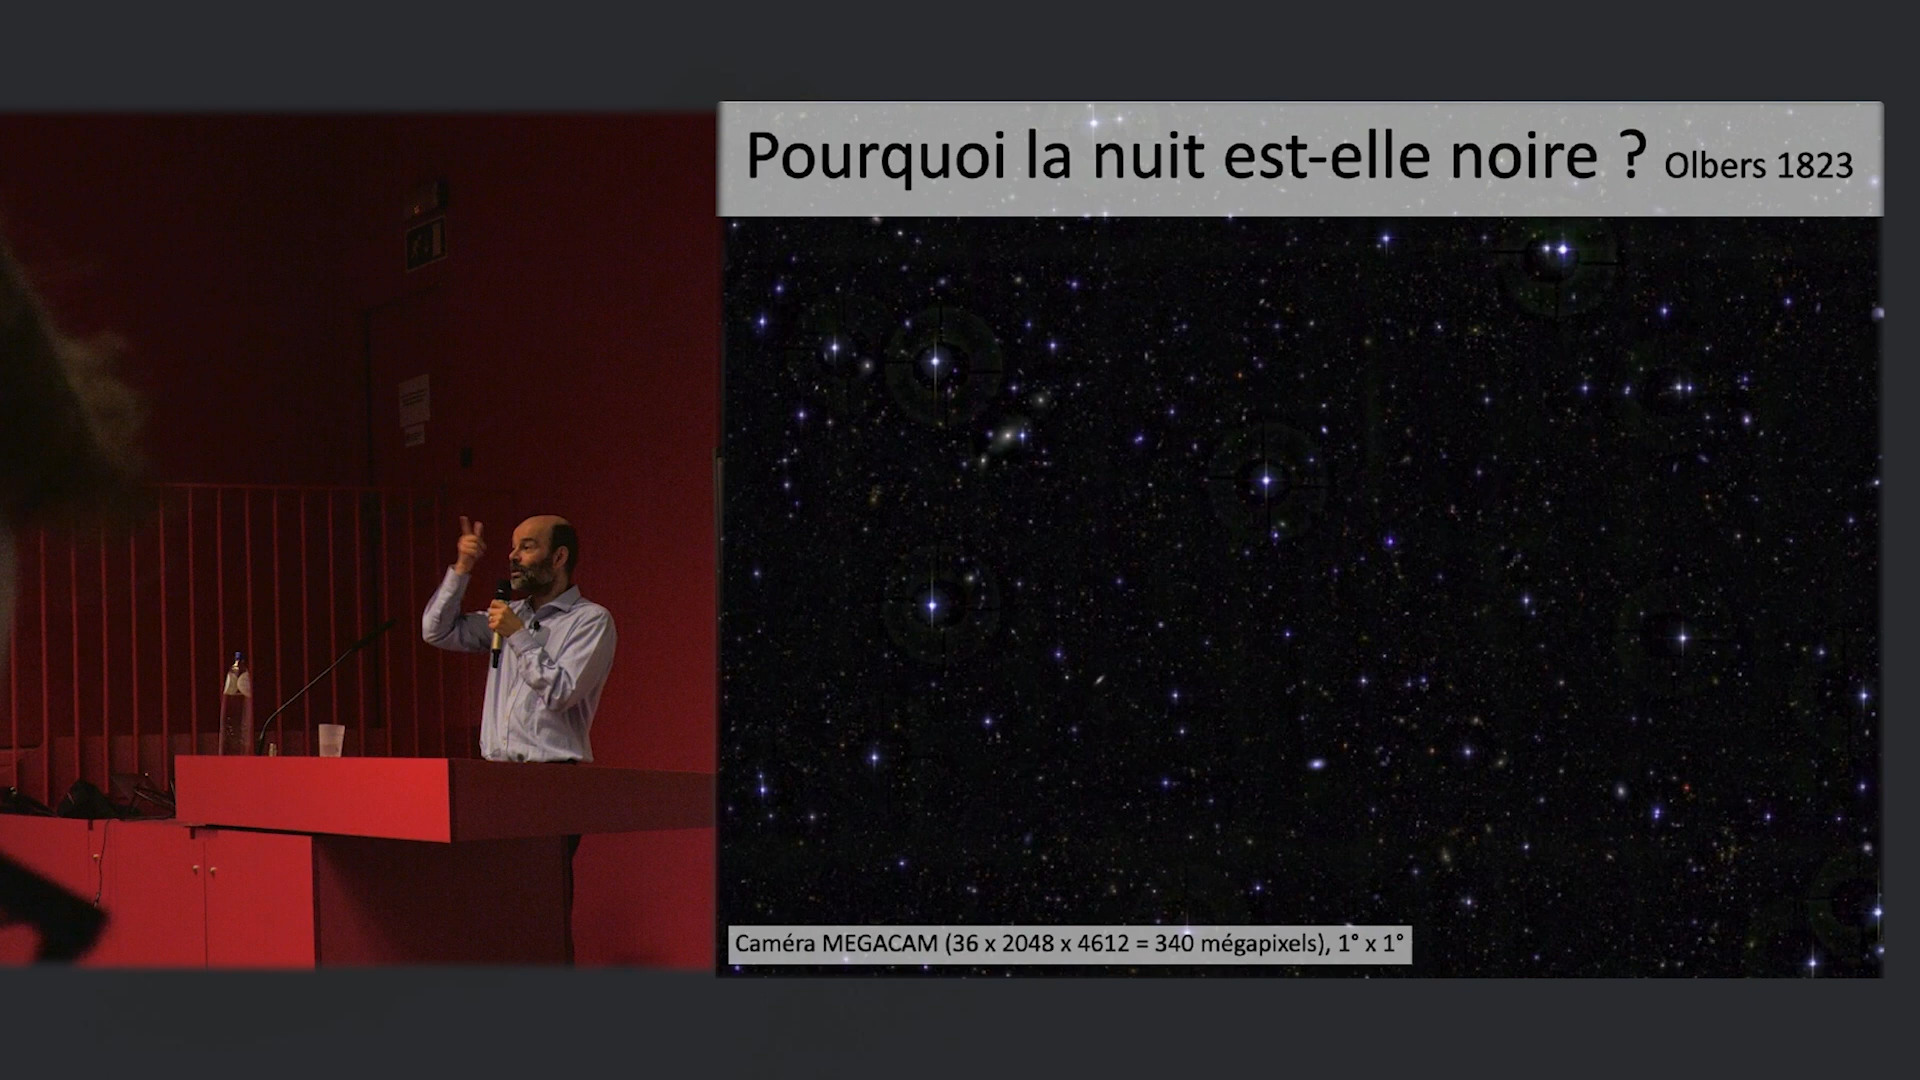 Pourquoi la nuit est-elle noire ? Olbers 1823
Caméra MEGACAM (36 x 2048 x 4612 = 340 mégapixels), 1° x 1°